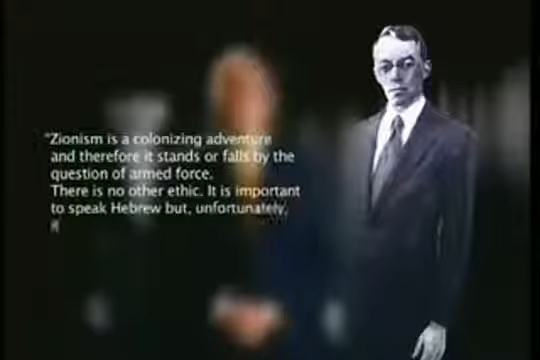 "Zionism is a colonizing adventure
and therefore it stands or falls by the
question of armed force.
There is no other ethic. It is important
to speak Hebrew but, unfortunately,